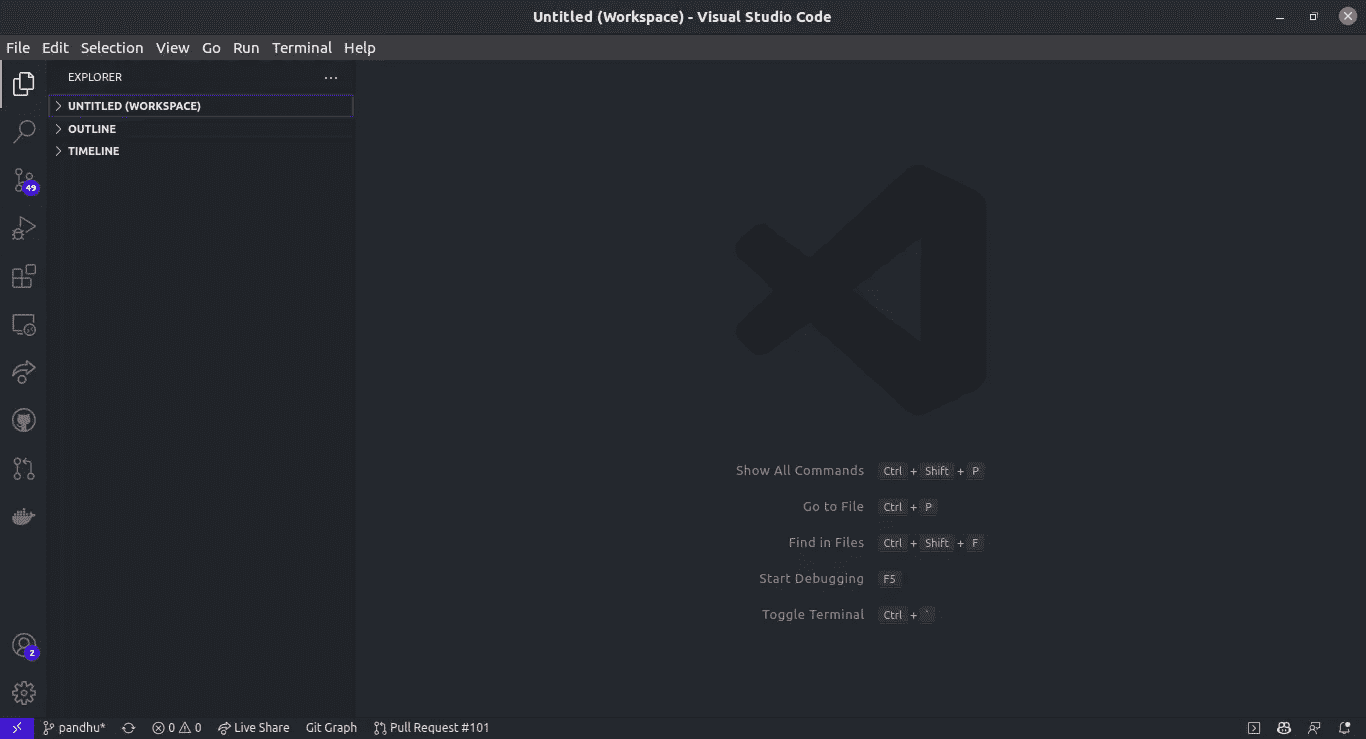 Untitled (Workspace) - Visual Studio Code
File Edit Selection View Go Run Terminal Help
EXPLORER
UNTITLED (WORKSPACE)
OUTLINE
TIMELINE
49
Show All Commands Ctrl + Shift + P
Go to File Ctrl + P
Find in Files Ctrl + Shift + F
Start Debugging F5
Toggle Terminal Ctrl + `
2
pandhu* 0 0 Live Share Git Graph Pull Request #101